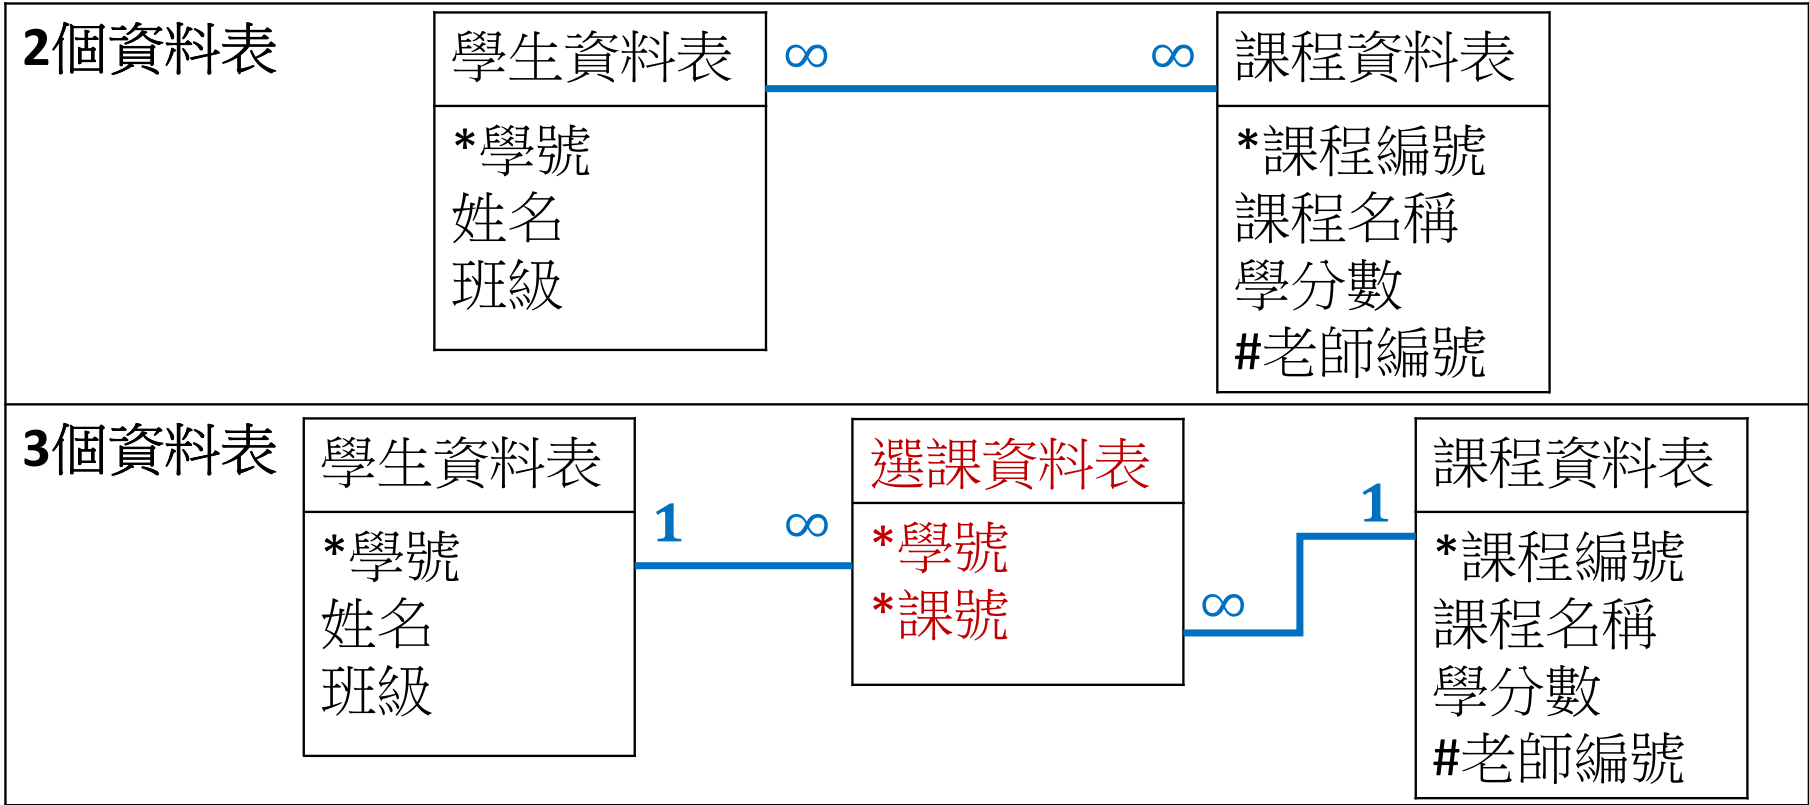 2個資料表
學生資料表
*學號
姓名
班級
∞
∞
課程資料表
*課程編號
課程名稱
學分數
#老師編號
3個資料表
學生資料表
*學號
姓名
班級
1
∞
選課資料表
*學號
*課號
∞
1
課程資料表
*課程編號
課程名稱
學分數
#老師編號